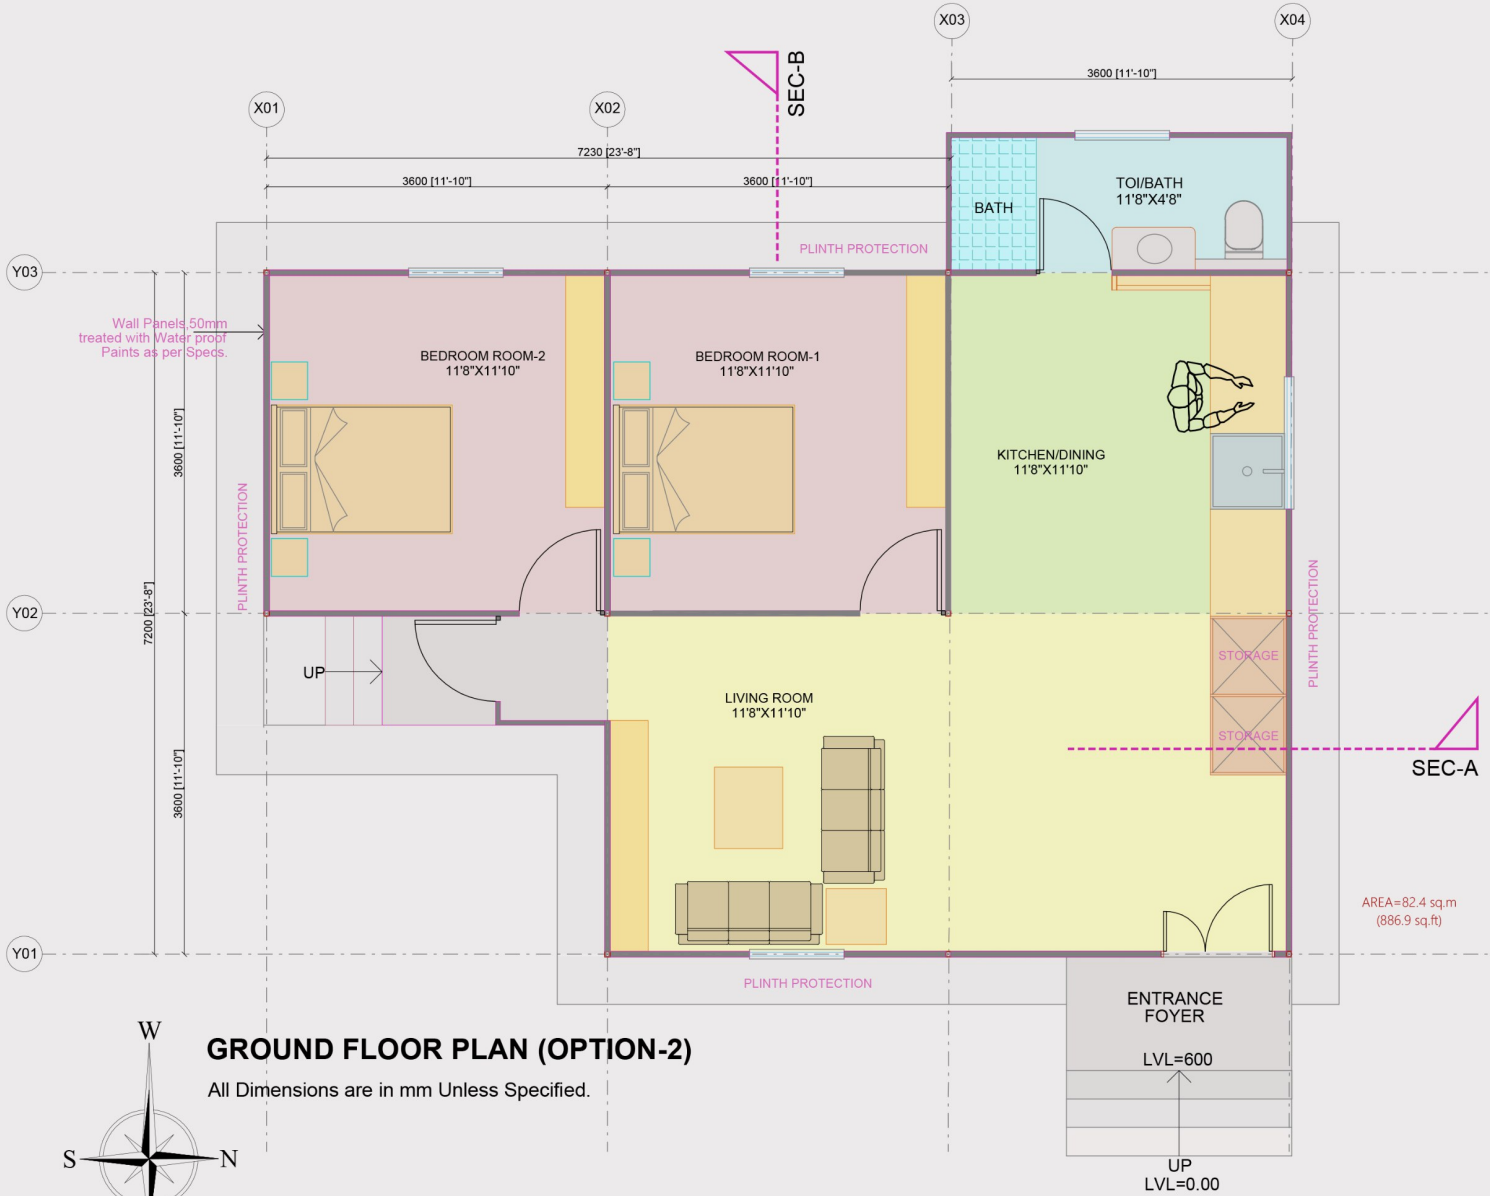 X03
X04
3600 [11'-10"]
SEC-B
X01
X02
7230 [23'-8"]
3600 [11'-10"]
3600 [11'-10"]
TOI/BATH
11'8"X4'8"
BATH
PLINTH PROTECTION
Y03
Wall Panels,50mm
treated with Water proof
Paints as per Specs.
BEDROOM ROOM-2
11'8"X11'10"
BEDROOM ROOM-1
11'8"X11'10"
3600 [11'-10"]
KITCHEN/DINING
11'8"X11'10"
PLINTH PROTECTION
PLINTH PROTECTION
Y02
7200 [23'-8"]
UP
STORAGE
LIVING ROOM
11'8"X11'10"
STORAGE
3600 [11'-10"]
SEC-A
AREA=82.4 sq.m
(886.9 sq.ft)
Y01
PLINTH PROTECTION
ENTRANCE
FOYER
LVL=600
W
GROUND FLOOR PLAN (OPTION-2)
All Dimensions are in mm Unless Specified.
S
N
UP
LVL=0.00